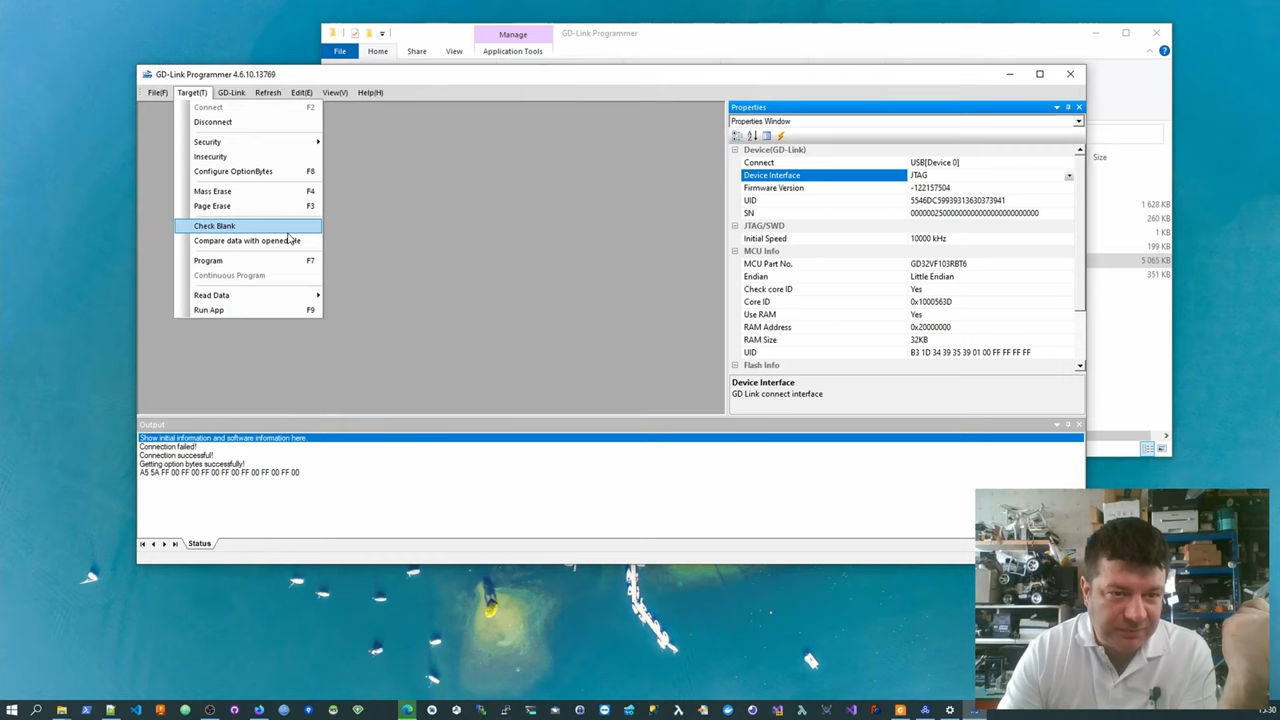 Manage
GD-Link Programmer
File
Home
Share
View
Application Tools
GD-Link Programmer 4.6.10.13769
File(F)
Target(T)
GD-Link
Refresh
Edit(E)
View(V)
Help(H)
Connect F2
Disconnect
Security
Insecurity
Configure OptionBytes F8
Mass Erase F4
Page Erase F3
Check Blank
Compare data with opened
Program F7
Continuous Program
Read Data
Run App F9
Properties
Properties Window
Device(GD-Link)
Connect USB[Device 0]
Device Interface JTAG
Firmware Version -122157504
UID 5546DC59939313630373941
SN 00000025000000000000000000000000
JTAG/SWD
Initial Speed 10000 kHz
MCU Info
MCU Part No. GD32VF103RBT6
Endian Little Endian
Check core ID Yes
Core ID 0x1000563D
Use RAM Yes
RAM Address 0x20000000
RAM Size 32KB
UID B3 1D 34 39 35 39 01 00 FF FF FF FF
Flash Info
Device Interface
GD Link connect interface
Size
1 628 KB
260 KB
1 KB
199 KB
5 065 KB
351 KB
Output
Show initial information and software information here.
Connection failed!
Connection successful!
Getting option bytes successfully!
A5 5A FF 00 FF 00 FF 00 FF 00 FF 00 FF 00 FF 00
Status